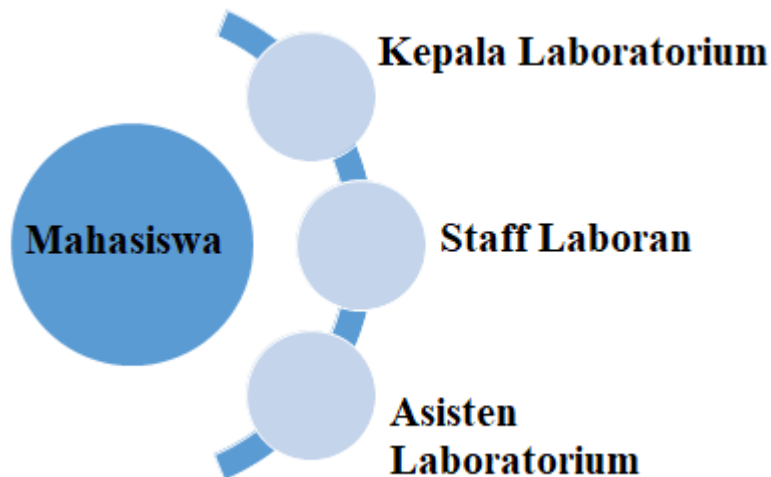 Kepala Laboratorium
Mahasiswa
Staff Laboran
Asisten
Laboratorium